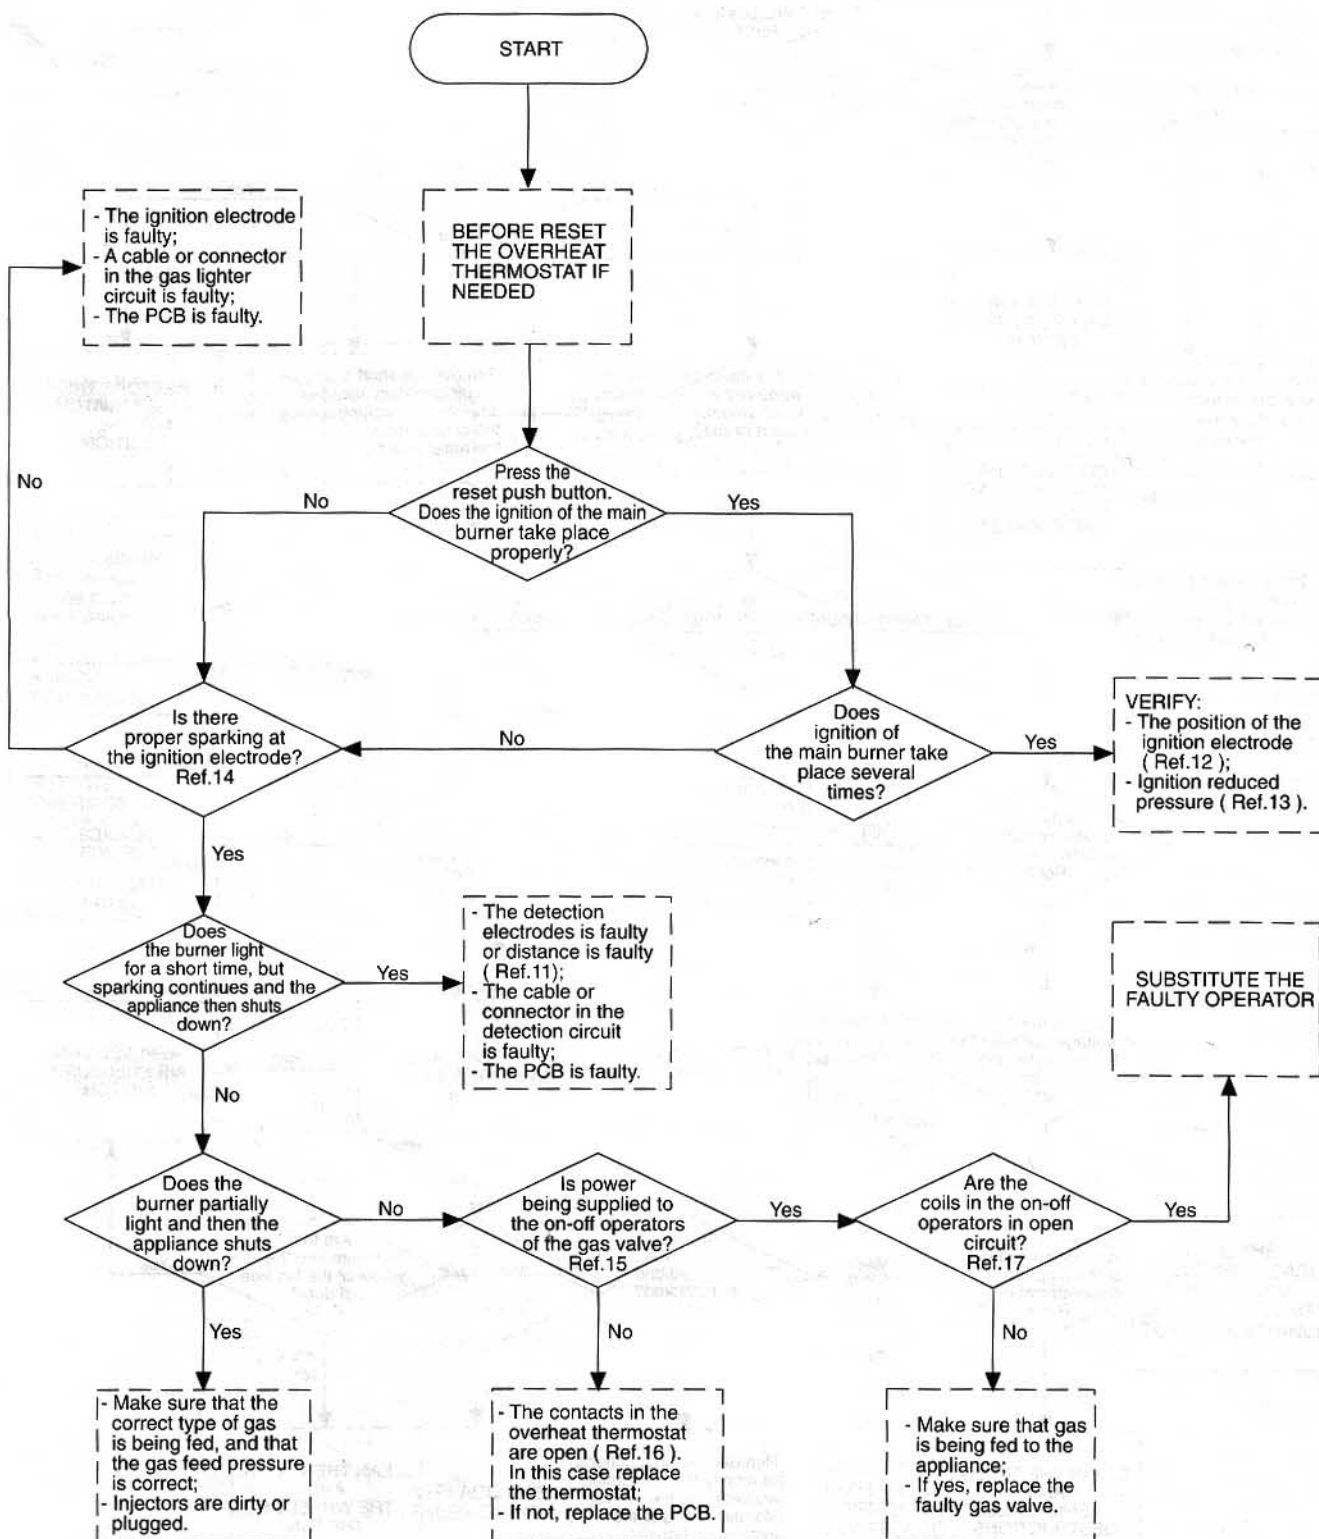 START
BEFORE RESET
THE OVERHEAT
THERMOSTAT IF
NEEDED
- The ignition electrode
is faulty;
- A cable or connector
in the gas lighter
circuit is faulty;
- The PCB is faulty.
No
Press the
reset push button.
Does the ignition of the main
burner take place
properly?
No
Yes
Is there
proper sparking at
the ignition electrode?
Ref.14
No
Does
ignition of
the main burner take
place several
times?
Yes
VERIFY:
- The position of the
ignition electrode
( Ref.12 );
- Ignition reduced
pressure ( Ref.13 ).
Yes
Does
the burner light
for a short time, but
sparking continues and the
appliance then shuts
down?
Yes
- The detection
electrodes is faulty
or distance is faulty
( Ref.11);
- The cable or
connector in the
detection circuit
is faulty;
- The PCB is faulty.
SUBSTITUTE THE
FAULTY OPERATOR
No
Does the
burner partially
light and then the
appliance shuts
down?
No
Is power
being supplied to
the on-off operators
of the gas valve?
Ref.15
Yes
Are the
coils in the on-off
operators in open
circuit?
Ref.17
Yes
Yes
No
No
- Make sure that the
correct type of gas
is being fed, and that
the gas feed pressure
is correct;
- Injectors are dirty or
plugged.
- The contacts in the
overheat thermostat
are open ( Ref.16 ).
In this case replace
the thermostat;
- If not, replace the PCB.
- Make sure that gas
is being fed to the
appliance;
- If yes, replace the
faulty gas valve.